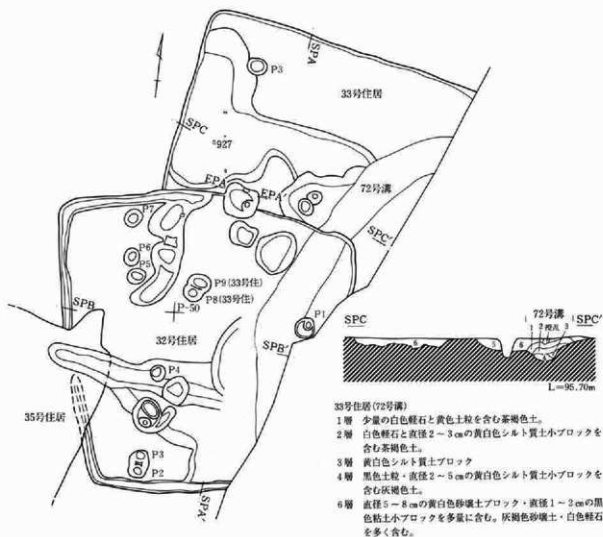 SPA
P3
33号住居
SPC
927
EPA
EPA'
72号溝
P7
SPC'
P6
P5
P9(33号住)
P8(33号住)
SPB
P-50
P1
32号住居
SPB'
P4
35号住居
P3
P2
SPA'
SPC
72号溝
SPC'
1 2 撹乱 3
6
5
6
L=95.70m
33号住居(72号溝)
1層 少量の白色軽石と黄色土粒を含む茶褐色土。
2層 白色軽石と直径2~3cmの黄白色シルト質土小ブロックを
含む茶褐色土。
3層 黄白色シルト質土ブロック
4層 黒色土粒・直径2~5cmの黄白色シルト質土小ブロックを
含む灰褐色土。
6層 直径5~8cmの黄白色砂壌土ブロック・直径1~2cmの黒
色粘土小ブロックを多量に含む。灰褐色砂壌土・白色軽石
を多く含む。